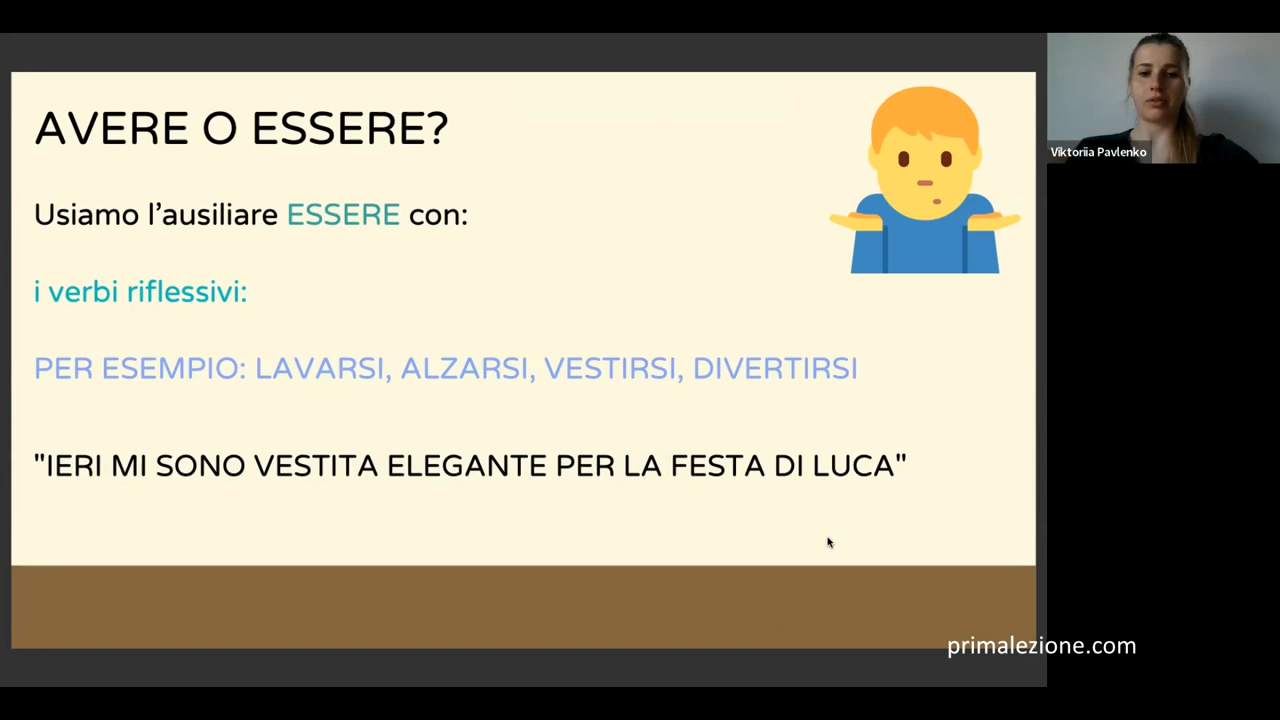 AVERE O ESSERE?
Usiamo l'ausiliare ESSERE con:
i verbi riflessivi:
PER ESEMPIO: LAVARSI, ALZARSI, VESTIRSI, DIVERTIRSI
"IERI MI SONO VESTITA ELEGANTE PER LA FESTA DI LUCA"
Viktoriia Pavlenko
primalezione.com